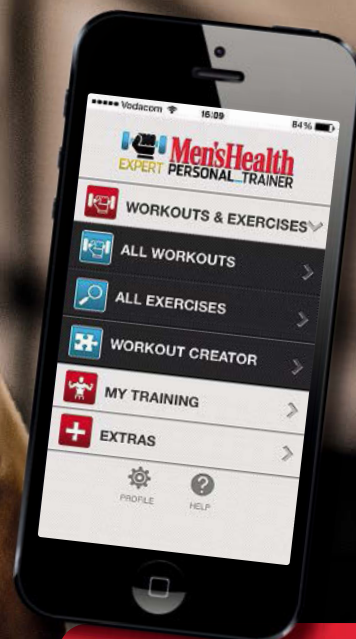 Vodacom 16:09 84%
Men'sHealth
EXPERT PERSONAL TRAINER
WORKOUTS & EXERCISES
ALL WORKOUTS
ALL EXERCISES
WORKOUT CREATOR
MY TRAINING
EXTRAS
PROFILE HELP